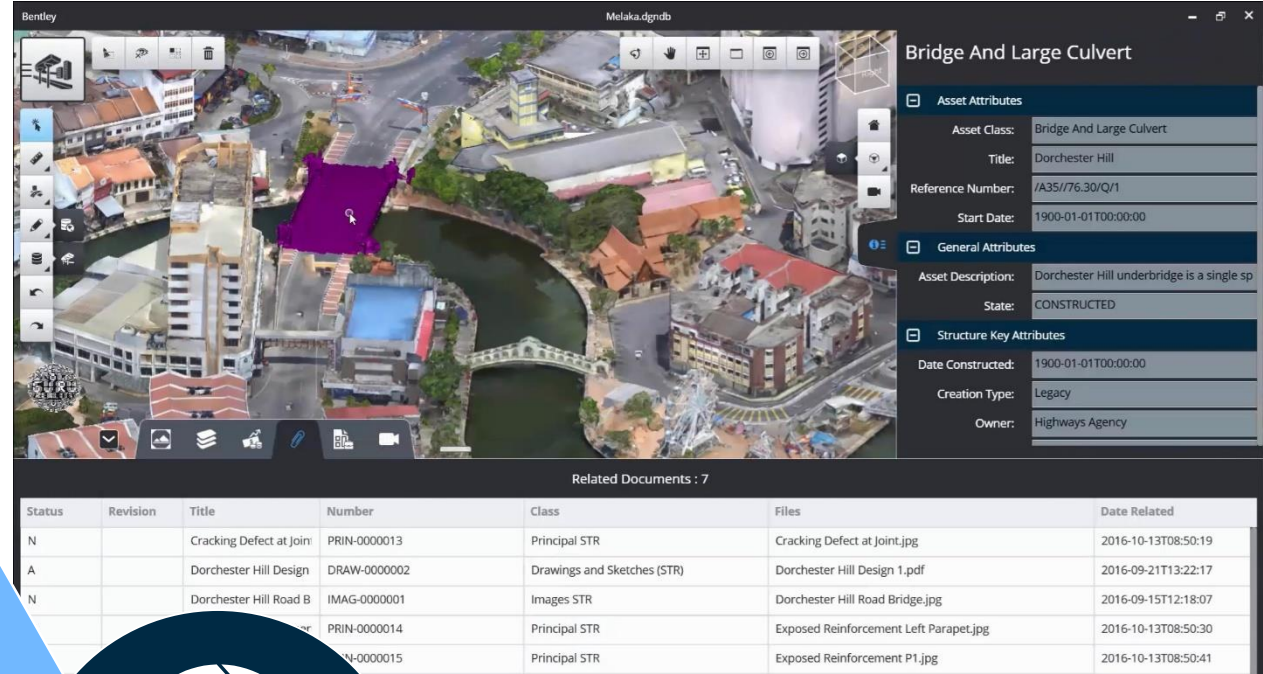 Bentley
Melaka.dgndb
Bridge And Large Culvert
Asset Attributes
Asset Class: Bridge And Large Culvert
Title: Dorchester Hill
Reference Number: /A35//76.30/Q/1
Start Date: 1900-01-01T00:00:00
General Attributes
Asset Description: Dorchester Hill underbridge is a single sp
State: CONSTRUCTED
Structure Key Attributes
Date Constructed: 1900-01-01T00:00:00
Creation Type: Legacy
Owner: Highways Agency
Related Documents : 7
Status Revision Title Number Class Files Date Related
N Cracking Defect at Join PRIN-0000013 Principal STR Cracking Defect at Joint.jpg 2016-10-13T08:50:19
A Dorchester Hill Design DRAW-0000002 Drawings and Sketches (STR) Dorchester Hill Design 1.pdf 2016-09-21T13:22:17
N Dorchester Hill Road B IMAG-0000001 Images STR Dorchester Hill Road Bridge.jpg 2016-09-15T12:18:07
PRIN-0000014 Principal STR Exposed Reinforcement Left Parapet.jpg 2016-10-13T08:50:30
N-0000015 Principal STR Exposed Reinforcement P1.jpg 2016-10-13T08:50:41